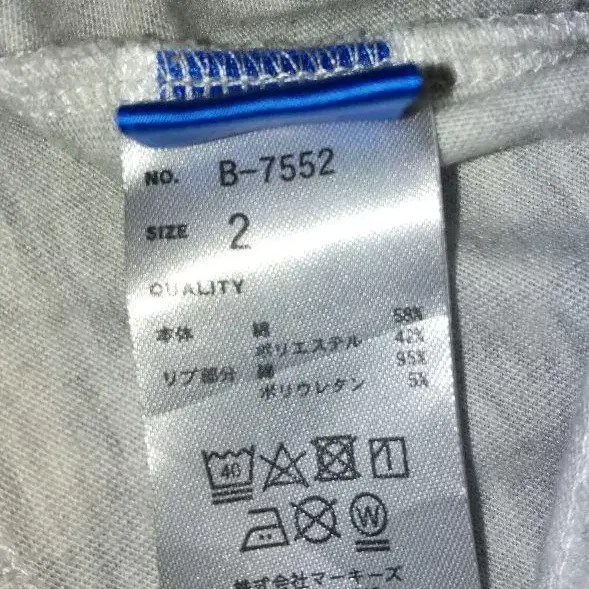 NO. B-7552
SIZE 2
QUALITY
本体 綿 58%
ポリエステル 42%
リブ部分 綿 95%
ポリウレタン 5%
40
W
株式会社マーキーズ